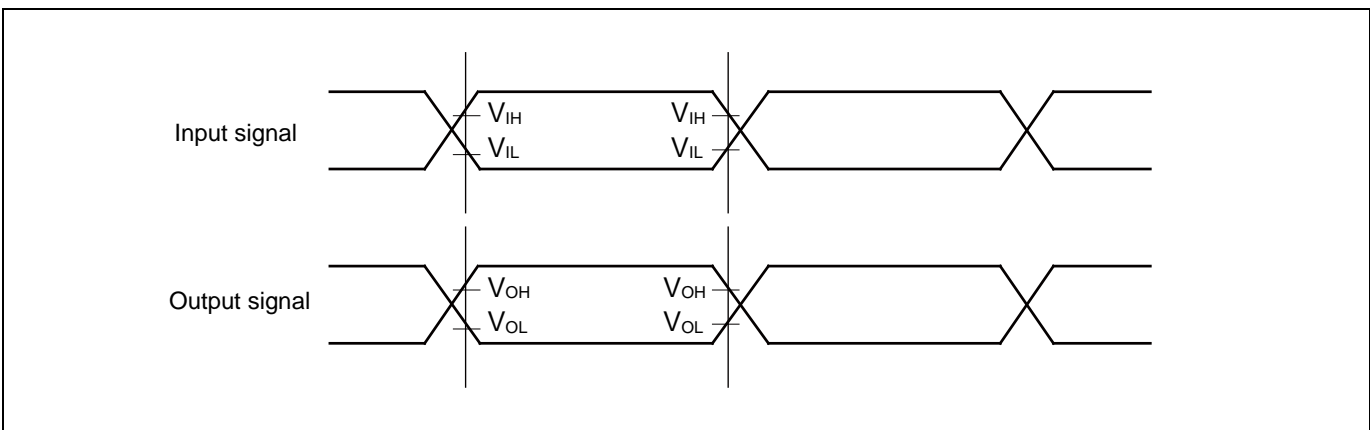 Input signal
VIH VIH
VIL VIL
Output signal
VOH VOH
VOL VOL